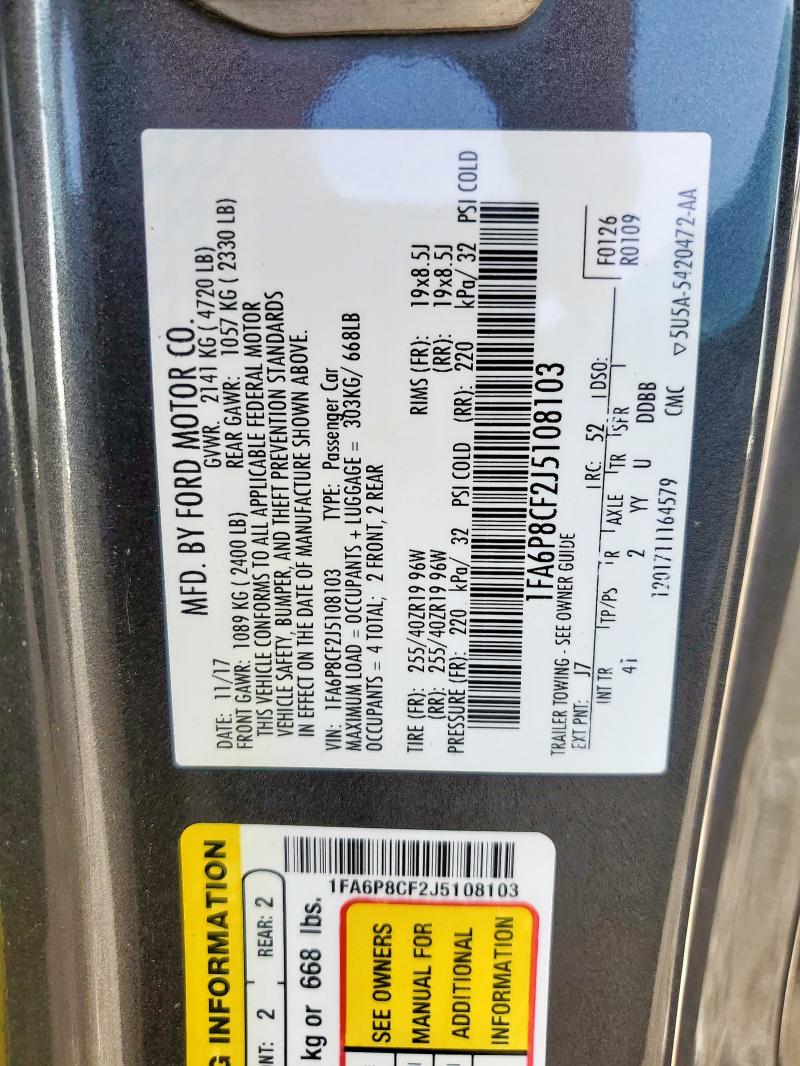 MFD. BY FORD MOTOR CO.
DATE: 11/17 GVWR: 2141 KG ( 4720 LB)
FRONT GAWR: 1089 KG ( 2400 LB) REAR GAWR: 1057 KG ( 2330 LB)
THIS VEHICLE CONFORMS TO ALL APPLICABLE FEDERAL MOTOR
VEHICLE SAFETY, BUMPER, AND THEFT PREVENTION STANDARDS
IN EFFECT ON THE DATE OF MANUFACTURE SHOWN ABOVE.
VIN: 1FA6P8CF2J5108103 TYPE: Passenger Car
MAXIMUM LOAD = OCCUPANTS + LUGGAGE = 303KG/ 668LB
OCCUPANTS = 4 TOTAL; 2 FRONT, 2 REAR
TIRE (FR): 255/40ZR19 96W RIMS (FR): 19x8.5J
(RR): 255/40ZR19 96W (RR): 19x8.5J
PRESSURE (FR): 220 kPa/ 32 PSI COLD (RR): 220 kPa/ 32 PSI COLD
1FA6P8CF2J5108103
TRAILER TOWING - SEE OWNER GUIDE
EXT PNT: J7 RC: 52 DSO: F0126
R0109
INT TR TP/PS R AXLE TR SFR
4i 2 YY U DDBB
1201711164579 CMC ▽5U5A-5420472-AA
G INFORMATION
NT: 2 REAR: 2
kg or 668 lbs.
1FA6P8CF2J5108103
SEE OWNERS
MANUAL FOR
ADDITIONAL
INFORMATION